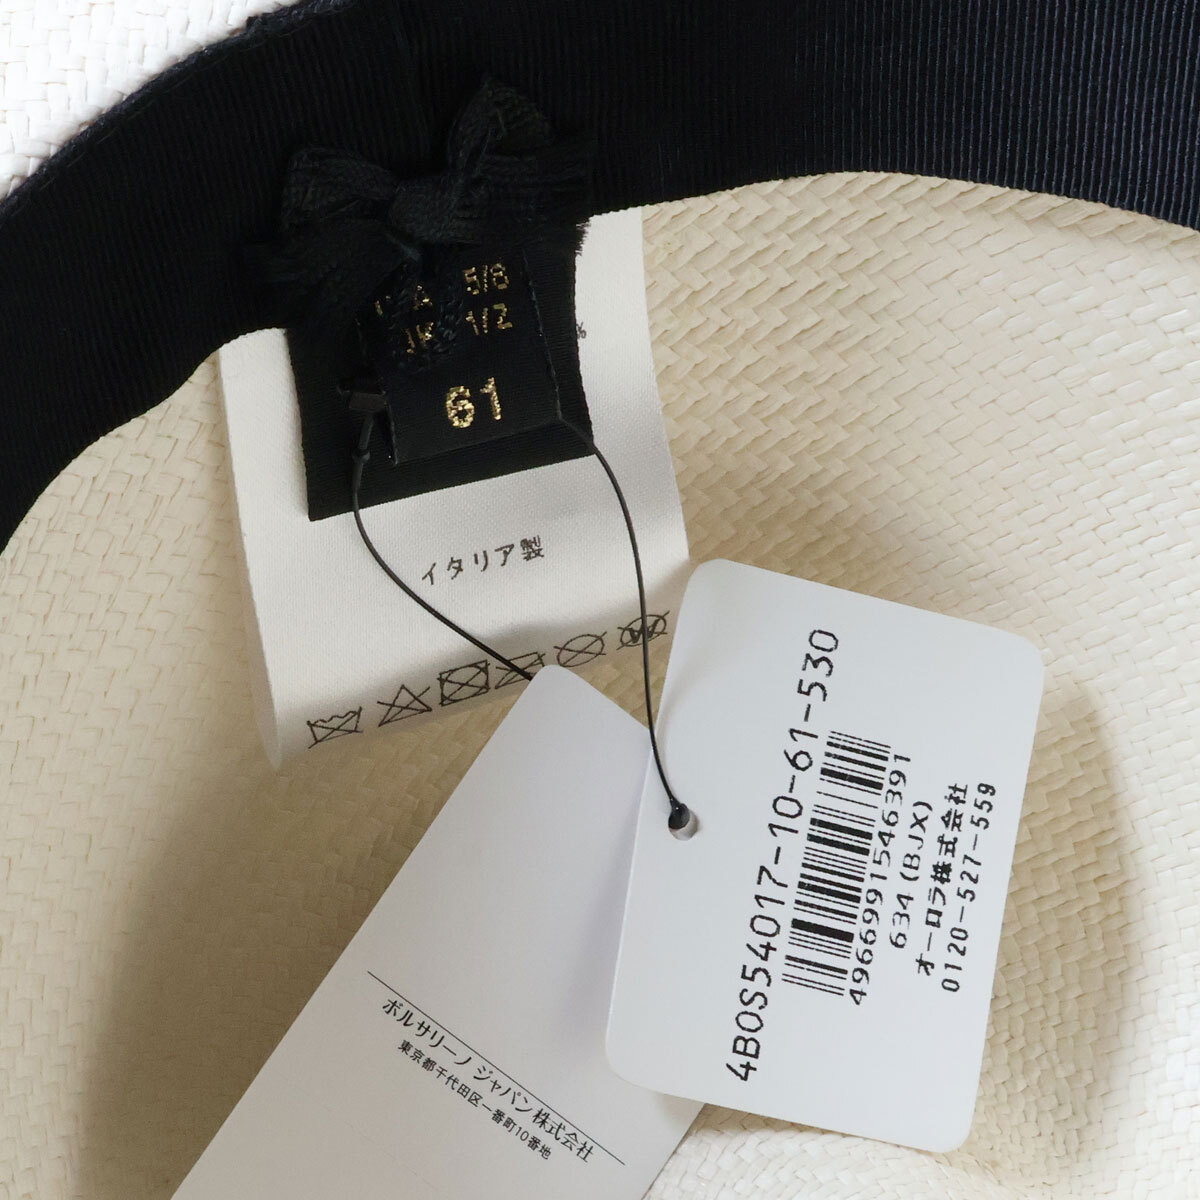 5/8
1/2
61
イタリア製
4BOS54017-10-61-530
4966991546391
634(BJX)
オーロラ株式会社
0120-527-559
ボルサリーノ ジャパン株式会社
東京都千代田区一番町10番地